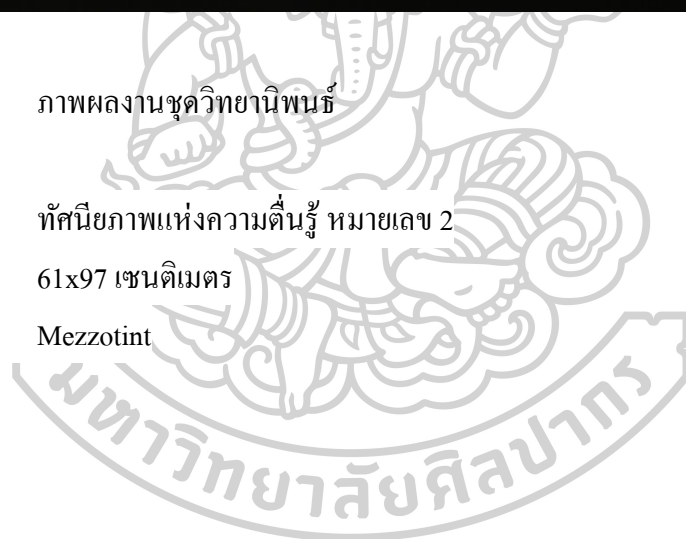 ภาพผลงานชุดวิทยานิพนธ์
ทัศนียภาพแห่งความตื่นรู้ หมายเลข 2
61x97 เซนติเมตร
Mezzotint
มหาวิทยาลัยศิลปากร